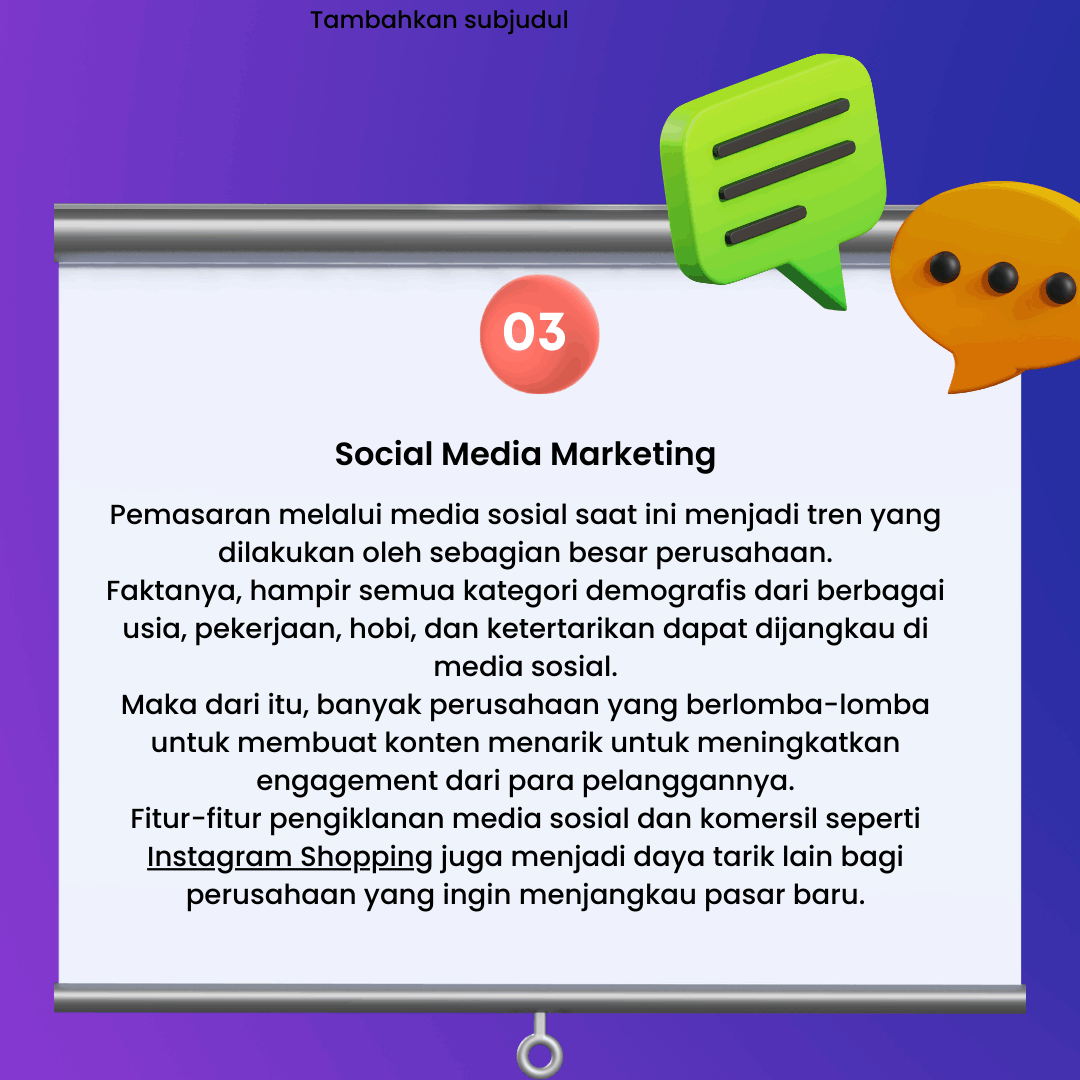 Tambahkan subjudul
03
Social Media Marketing
Pemasaran melalui media sosial saat ini menjadi tren yang
dilakukan oleh sebagian besar perusahaan.
Faktanya, hampir semua kategori demografis dari berbagai
usia, pekerjaan, hobi, dan ketertarikan dapat dijangkau di
media sosial.
Maka dari itu, banyak perusahaan yang berlomba-lomba
untuk membuat konten menarik untuk meningkatkan
engagement dari para pelanggannya.
Fitur-fitur pengiklanan media sosial dan komersil seperti
Instagram Shopping juga menjadi daya tarik lain bagi
perusahaan yang ingin menjangkau pasar baru.